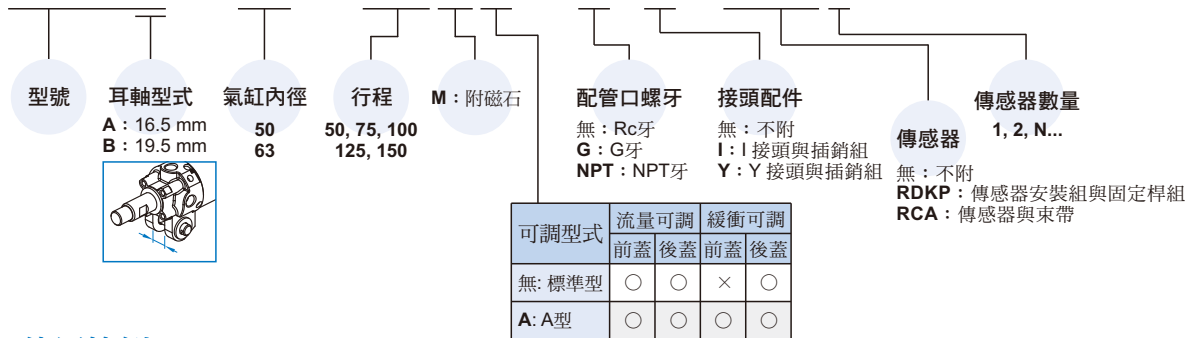 型號
耳軸型式
A：16.5 mm
B：19.5 mm
氣缸內徑
50
63
行程
50, 75, 100
125, 150
M：附磁石
配管口螺牙
無：Rc牙
G：G牙
NPT：NPT牙
接頭配件
無：不附
I：I 接頭與插銷組
Y：Y 接頭與插銷組
傳感器
無：不附
RDKP：傳感器安裝組與固定桿組
RCA：傳感器與束帶
傳感器數量
1, 2, N...
可調型式 流量可調 緩衝可調
前蓋 後蓋 前蓋 後蓋
無: 標準型 ○ ○ × ○
A: A型 ○ ○ ○ ○